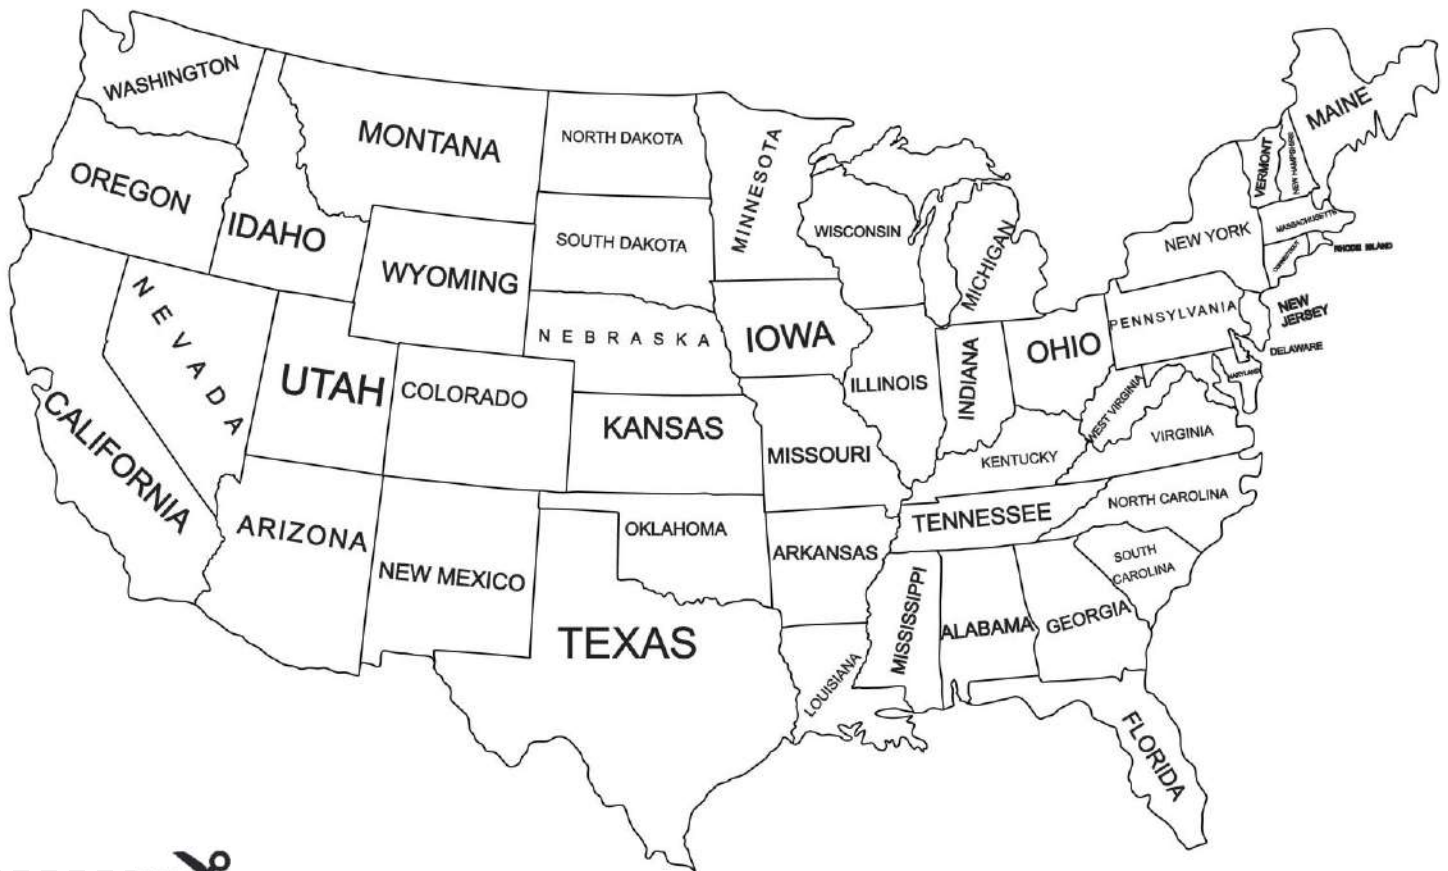 WASHINGTON
MONTANA
NORTH DAKOTA
MINNESOTA
MAINE
VERMONT
NEW HAMPSHIRE
OREGON
IDAHO
WYOMING
SOUTH DAKOTA
WISCONSIN
MICHIGAN
NEW YORK
MASSACHUSETTS
CONNECTICUT
RHODE ISLAND
NEVADA
NEBRASKA
IOWA
OHIO
PENNSYLVANIA
NEW
JERSEY
DELAWARE
MARYLAND
UTAH
COLORADO
ILLINOIS
INDIANA
WEST VIRGINIA
CALIFORNIA
KANSAS
MISSOURI
KENTUCKY
VIRGINIA
ARIZONA
NEW MEXICO
OKLAHOMA
ARKANSAS
TENNESSEE
NORTH CAROLINA
SOUTH
CAROLINA
TEXAS
LOUISIANA
MISSISSIPPI
ALABAMA
GEORGIA
FLORIDA